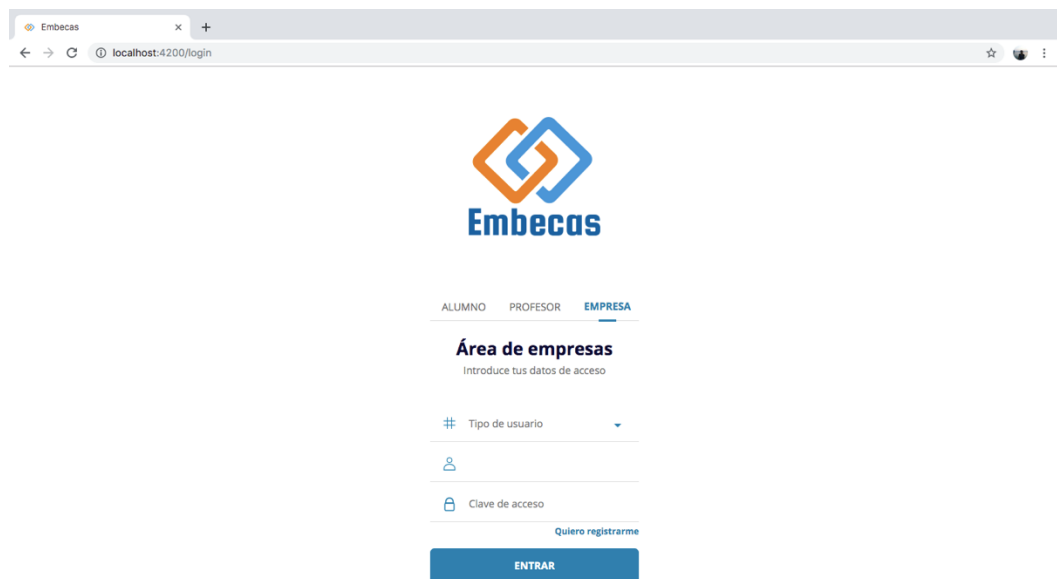 Embecas
localhost:4200/login
Embecas
ALUMNO PROFESOR EMPRESA
Área de empresas
Introduce tus datos de acceso
Tipo de usuario
Clave de acceso
Quiero registrarme
ENTRAR